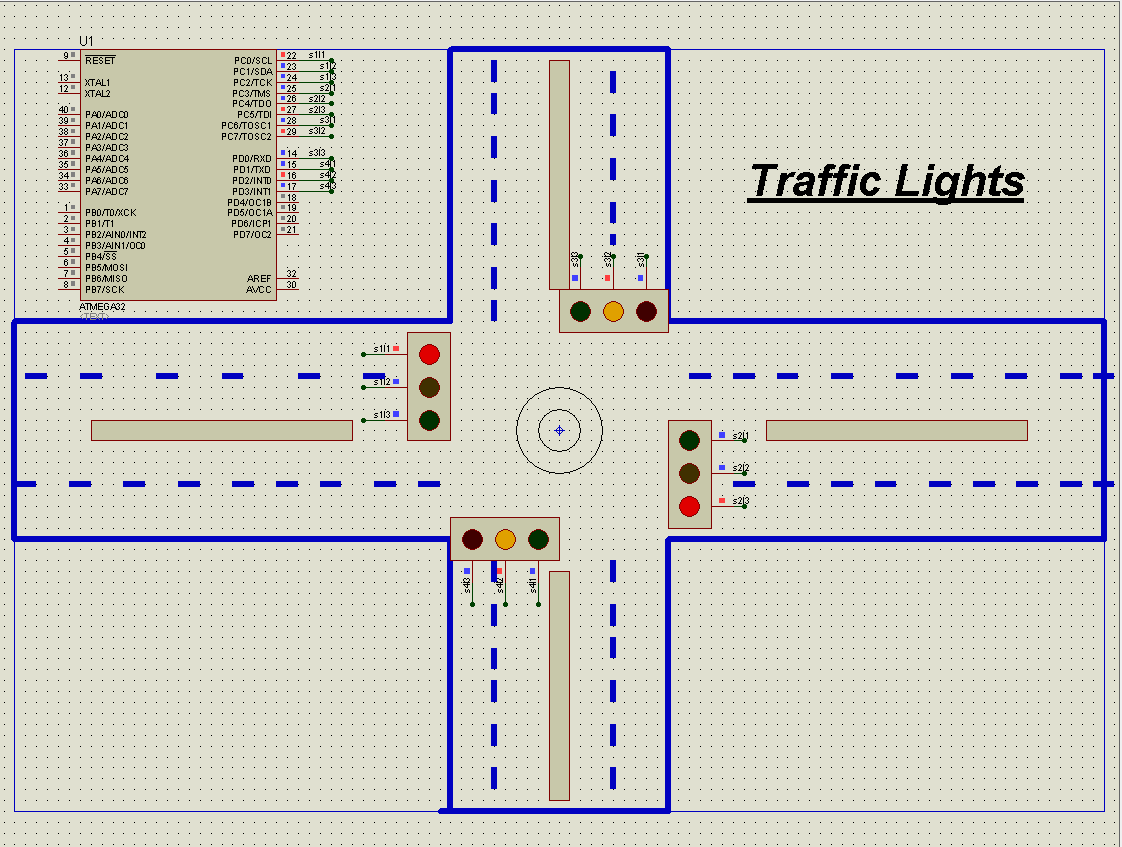 U1
9 RESET PC0/SCL 22 s1l1
PC1/SDA 23 s1l2
13 XTAL1 PC2/TCK 24 s1l3
12 XTAL2 PC3/TMS 25 s2l1
PC4/TDO 26 s2l2
40 PA0/ADC0 PC5/TDI 27 s2l3
39 PA1/ADC1 PC6/TOSC1 28 s3l1
38 PA2/ADC2 PC7/TOSC2 29 s3l2
37 PA3/ADC3
36 PA4/ADC4 PD0/RXD 14 s3l3
35 PA5/ADC5 PD1/TXD 15 s4l1
34 PA6/ADC6 PD2/INT0 16 s4l2
33 PA7/ADC7 PD3/INT1 17 s4l3
PD4/OC1B 18
1 PB0/T0/XCK PD5/OC1A 19
2 PB1/T1 PD6/ICP1 20
3 PB2/AIN0/INT2 PD7/OC2 21
4 PB3/AIN1/OC0
5 PB4/SS
6 PB5/MOSI
7 PB6/MISO AREF 32
8 PB7/SCK AVCC 30
ATMEGA32
(TEXT)
Traffic Lights
s3l3 s3l2 s3l1
s1l1
s1l2
s1l3
s2l1
s2l2
s2l3
s4l3 s4l2 s4l1